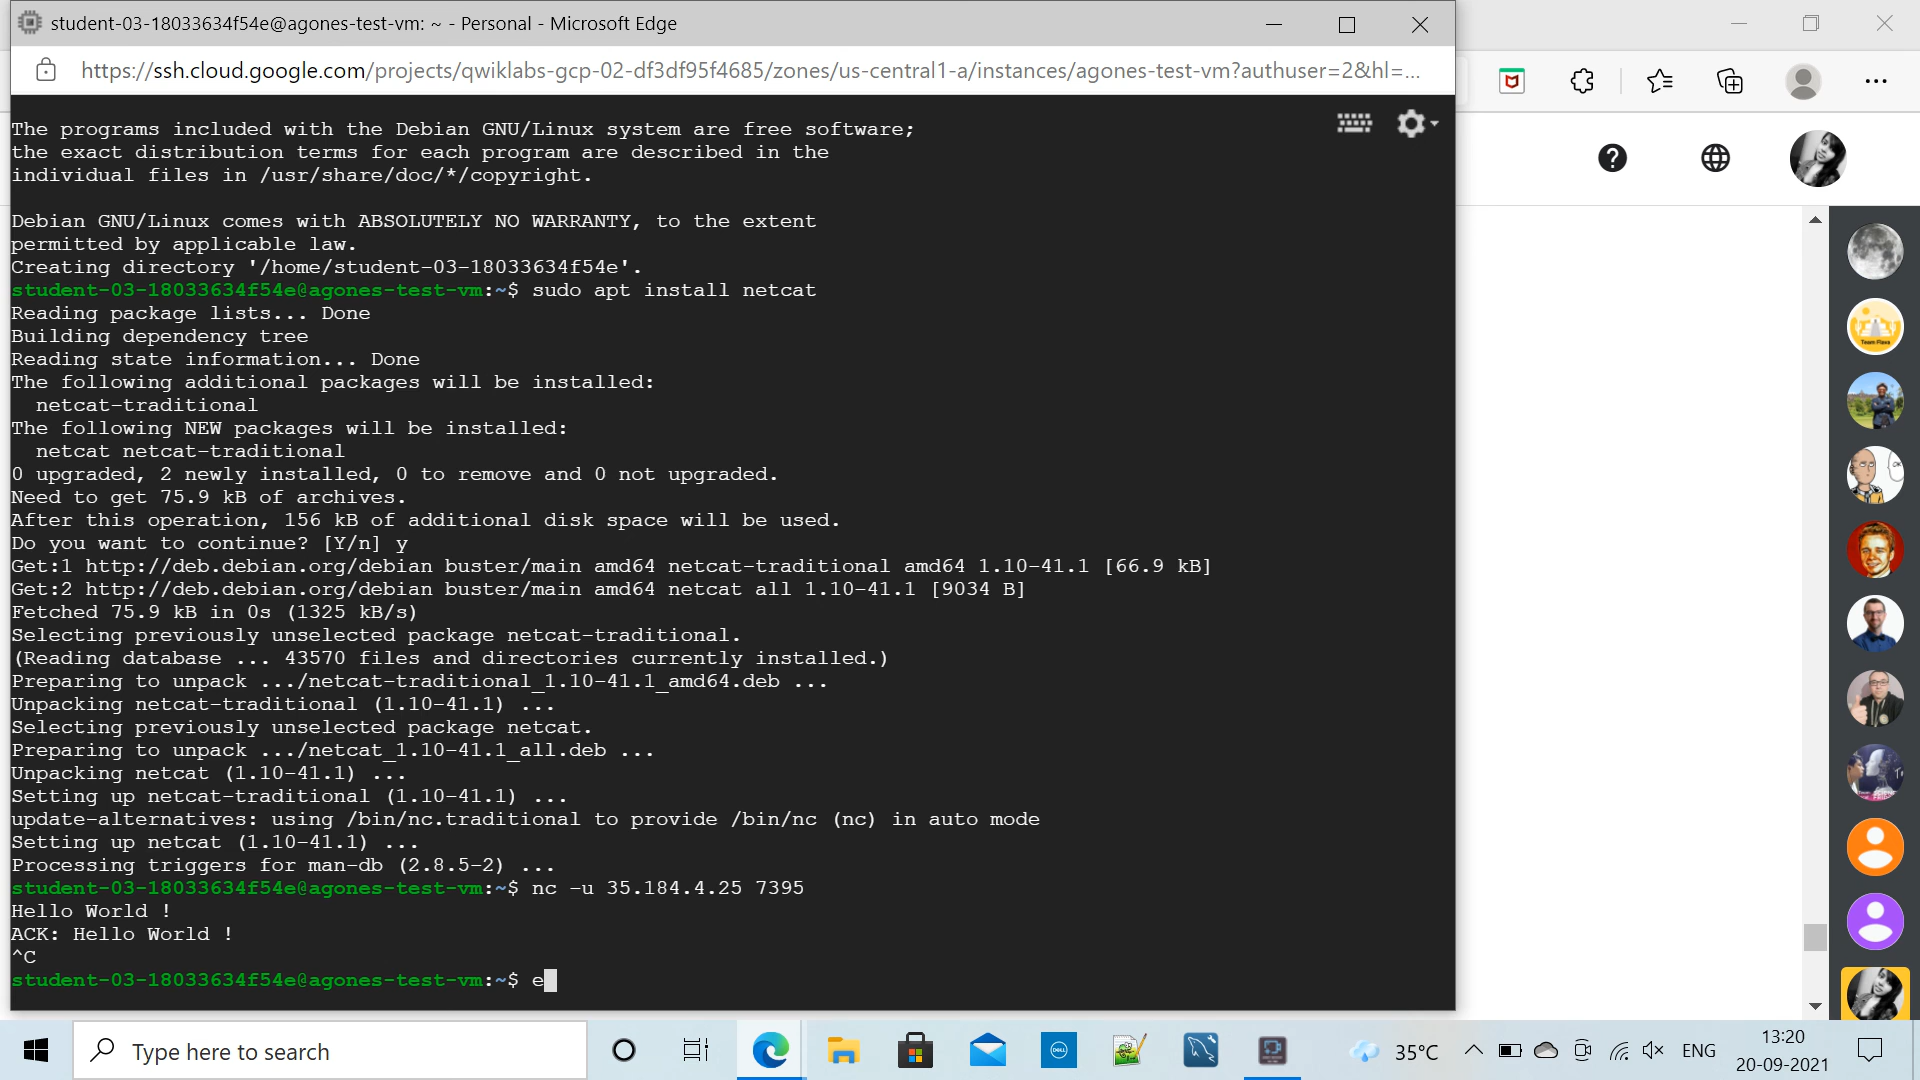 student-03-18033634f54e@agones-test-vm: ~ - Personal - Microsoft Edge
https://ssh.cloud.google.com/projects/qwiklabs-gcp-02-df3df95f4685/zones/us-central1-a/instances/agones-test-vm?authuser=2&hl=...
The programs included with the Debian GNU/Linux system are free software;
the exact distribution terms for each program are described in the
individual files in /usr/share/doc/*/copyright.
Debian GNU/Linux comes with ABSOLUTELY NO WARRANTY, to the extent
permitted by applicable law.
Creating directory '/home/student-03-18033634f54e'.
student-03-18033634f54e@agones-test-vm:~$ sudo apt install netcat
Reading package lists... Done
Building dependency tree
Reading state information... Done
The following additional packages will be installed:
netcat-traditional
The following NEW packages will be installed:
netcat netcat-traditional
0 upgraded, 2 newly installed, 0 to remove and 0 not upgraded.
Need to get 75.9 kB of archives.
After this operation, 156 kB of additional disk space will be used.
Do you want to continue? [Y/n] y
Get:1 http://deb.debian.org/debian buster/main amd64 netcat-traditional amd64 1.10-41.1 [66.9 kB]
Get:2 http://deb.debian.org/debian buster/main amd64 netcat all 1.10-41.1 [9034 B]
Fetched 75.9 kB in 0s (1325 kB/s)
Selecting previously unselected package netcat-traditional.
(Reading database ... 43570 files and directories currently installed.)
Preparing to unpack .../netcat-traditional_1.10-41.1_amd64.deb ...
Unpacking netcat-traditional (1.10-41.1) ...
Selecting previously unselected package netcat.
Preparing to unpack .../netcat_1.10-41.1_all.deb ...
Unpacking netcat (1.10-41.1) ...
Setting up netcat-traditional (1.10-41.1) ...
update-alternatives: using /bin/nc.traditional to provide /bin/nc (nc) in auto mode
Setting up netcat (1.10-41.1) ...
Processing triggers for man-db (2.8.5-2) ...
student-03-18033634f54e@agones-test-vm:~$ nc -u 35.184.4.25 7395
Hello World !
ACK: Hello World !
^C
student-03-18033634f54e@agones-test-vm:~$ e
Team Flexa
Type here to search
DELL
35°C
ENG
13:20
20-09-2021